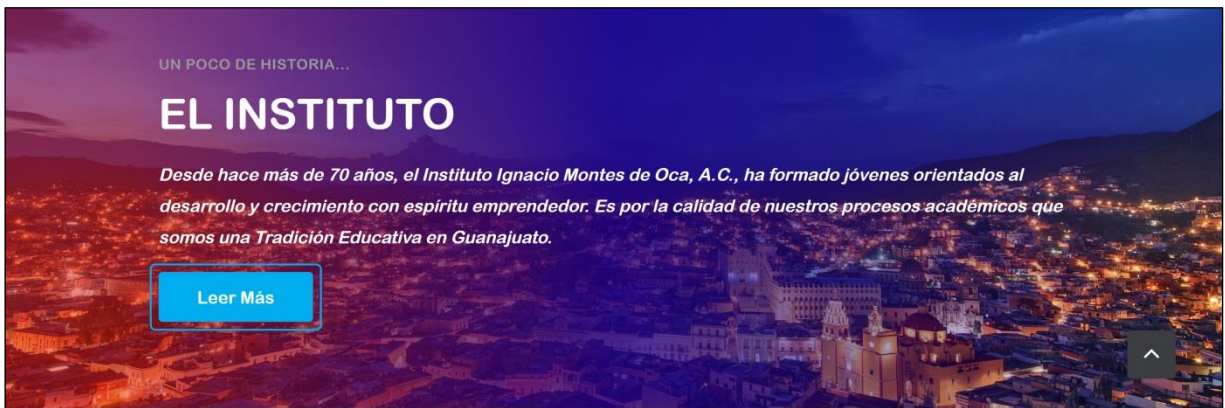 UN POCO DE HISTORIA...
EL INSTITUTO
Desde hace más de 70 años, el Instituto Ignacio Montes de Oca, A.C., ha formado jóvenes orientados al
desarrollo y crecimiento con espíritu emprendedor. Es por la calidad de nuestros procesos académicos que
somos una Tradición Educativa en Guanajuato.
Leer Más